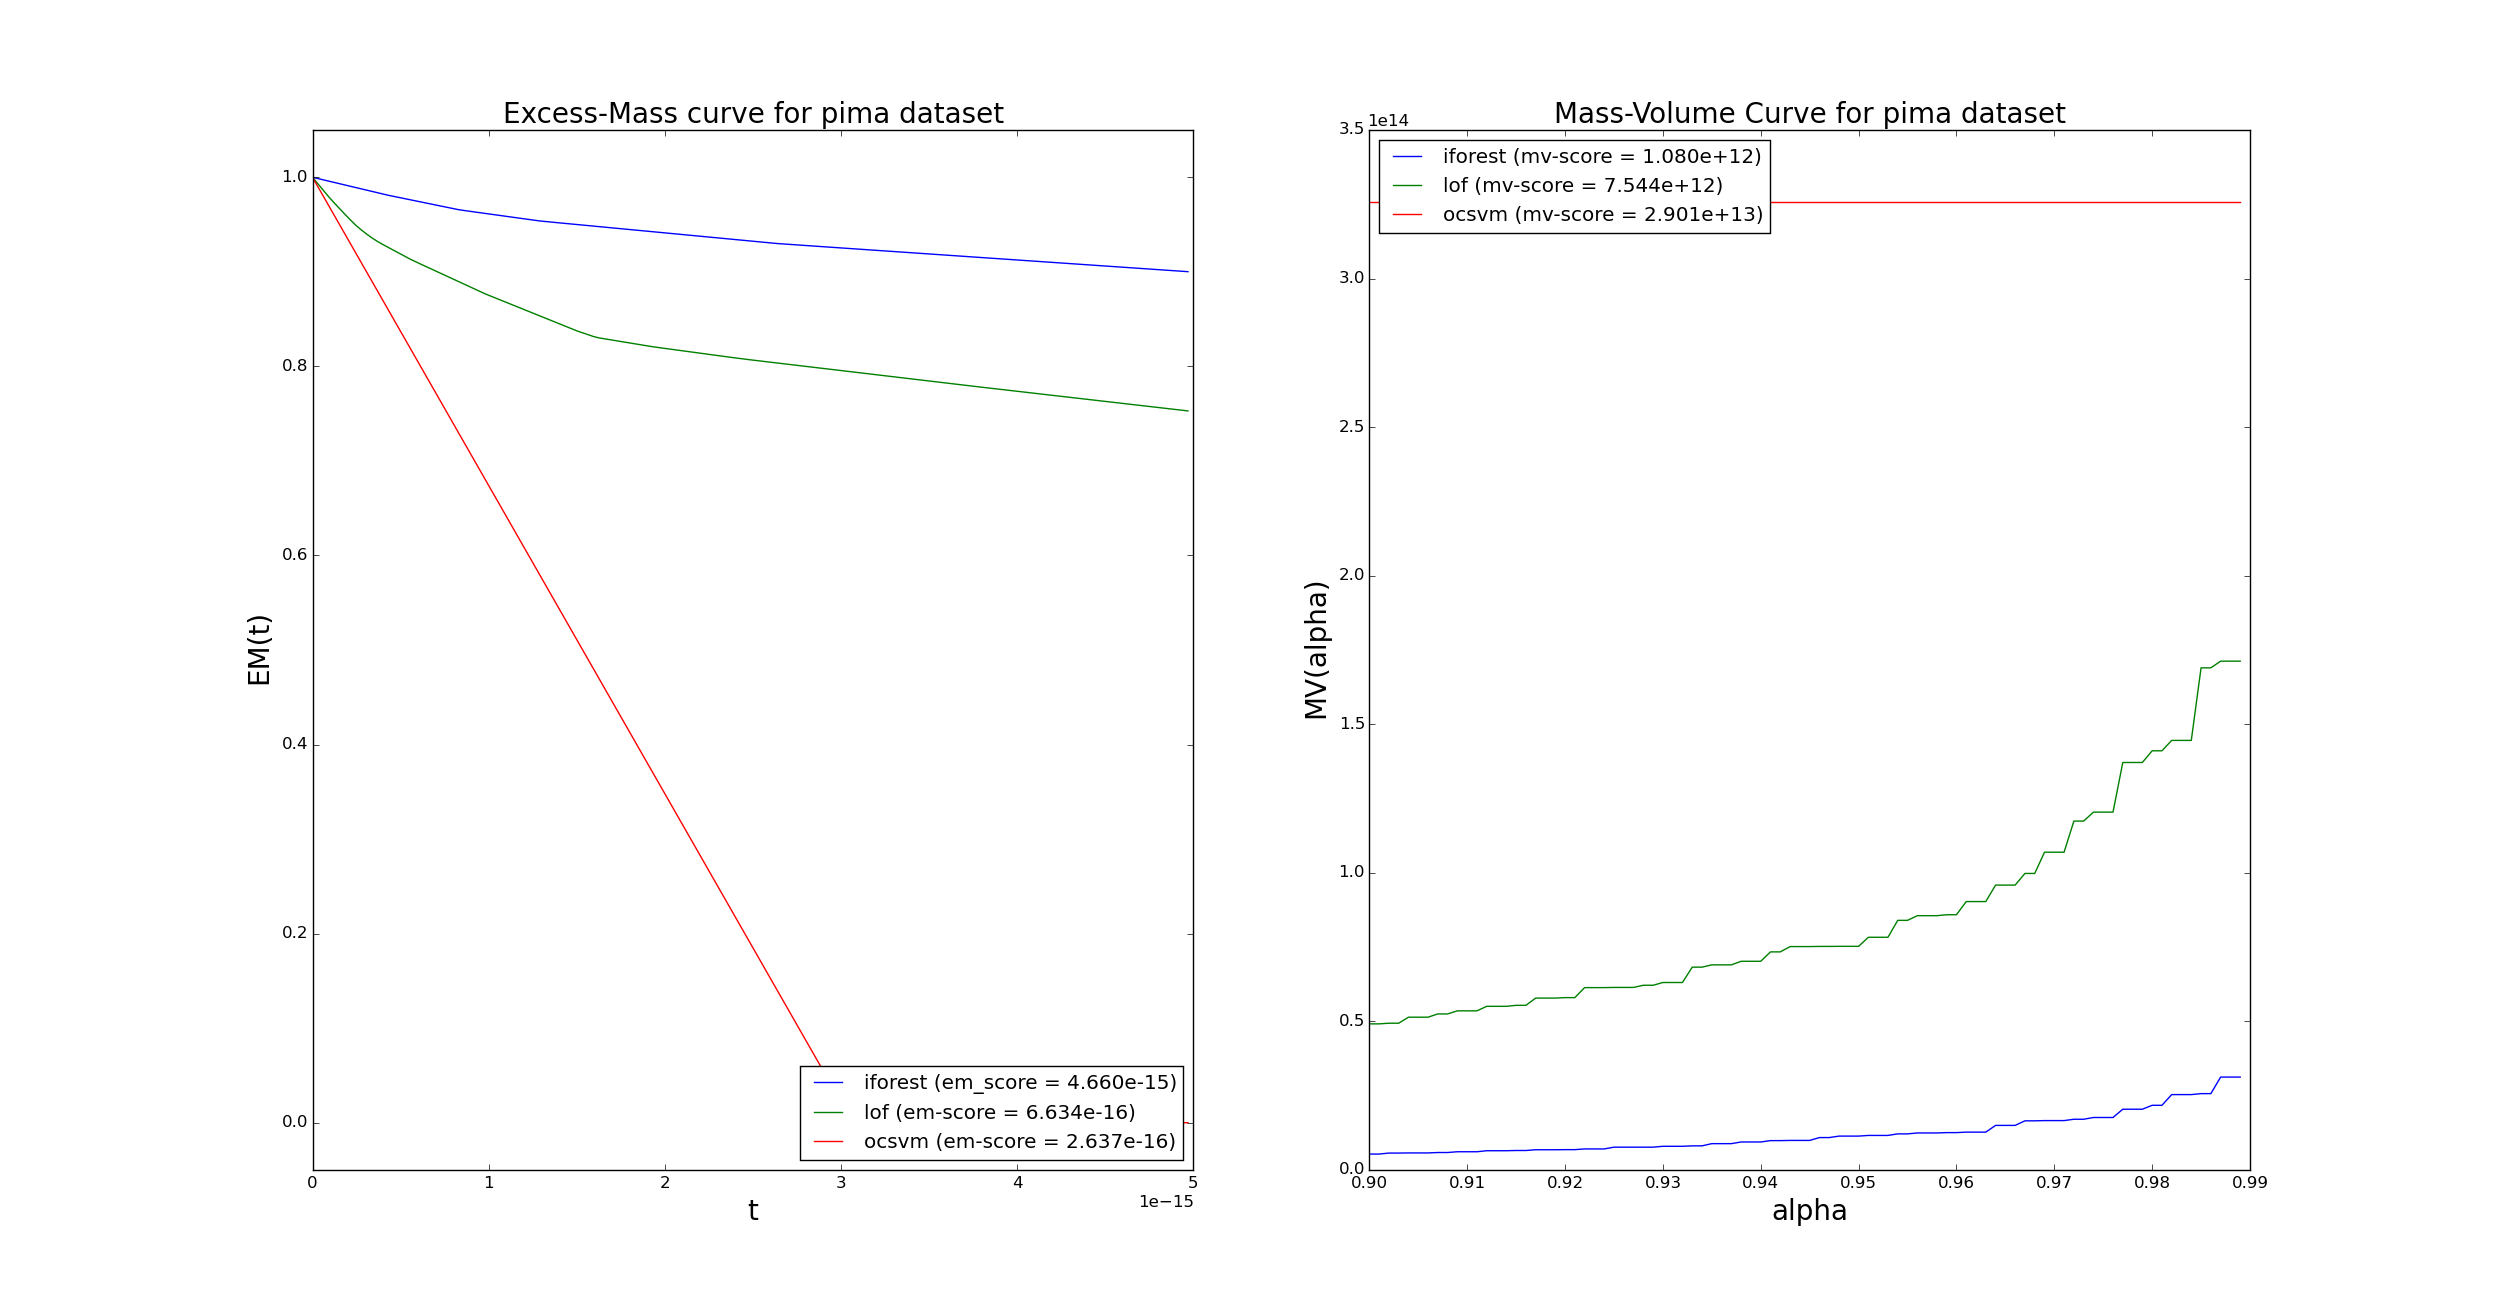 Excess-Mass curve for pima dataset
1.0
0.8
0.6
0.4
0.2
0.0
EM(t)
iforest (em_score = 4.660e-15)
lof (em-score = 6.634e-16)
ocsvm (em-score = 2.637e-16)
0 1 2 3 4 5
1e−15
t
Mass-Volume Curve for pima dataset
1e14
3.5
3.0
2.5
2.0
1.5
1.0
0.5
0.0
MV(alpha)
iforest (mv-score = 1.080e+12)
lof (mv-score = 7.544e+12)
ocsvm (mv-score = 2.901e+13)
0.90 0.91 0.92 0.93 0.94 0.95 0.96 0.97 0.98 0.99
alpha